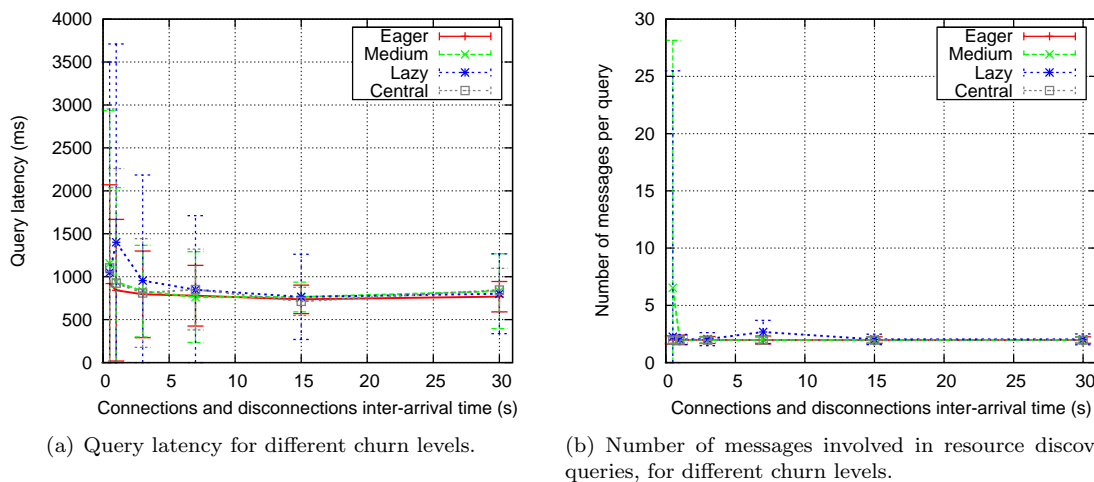 Query latency (ms)
4000
3500
3000
2500
2000
1500
1000
500
0
0 5 10 15 20 25 30
Connections and disconnections inter-arrival time (s)
Eager
Medium
Lazy
Central
(a) Query latency for different churn levels.
Number of messages per query
30
25
20
15
10
5
0
0 5 10 15 20 25 30
Connections and disconnections inter-arrival time (s)
Eager
Medium
Lazy
Central
(b) Number of messages involved in resource discov
queries, for different churn levels.